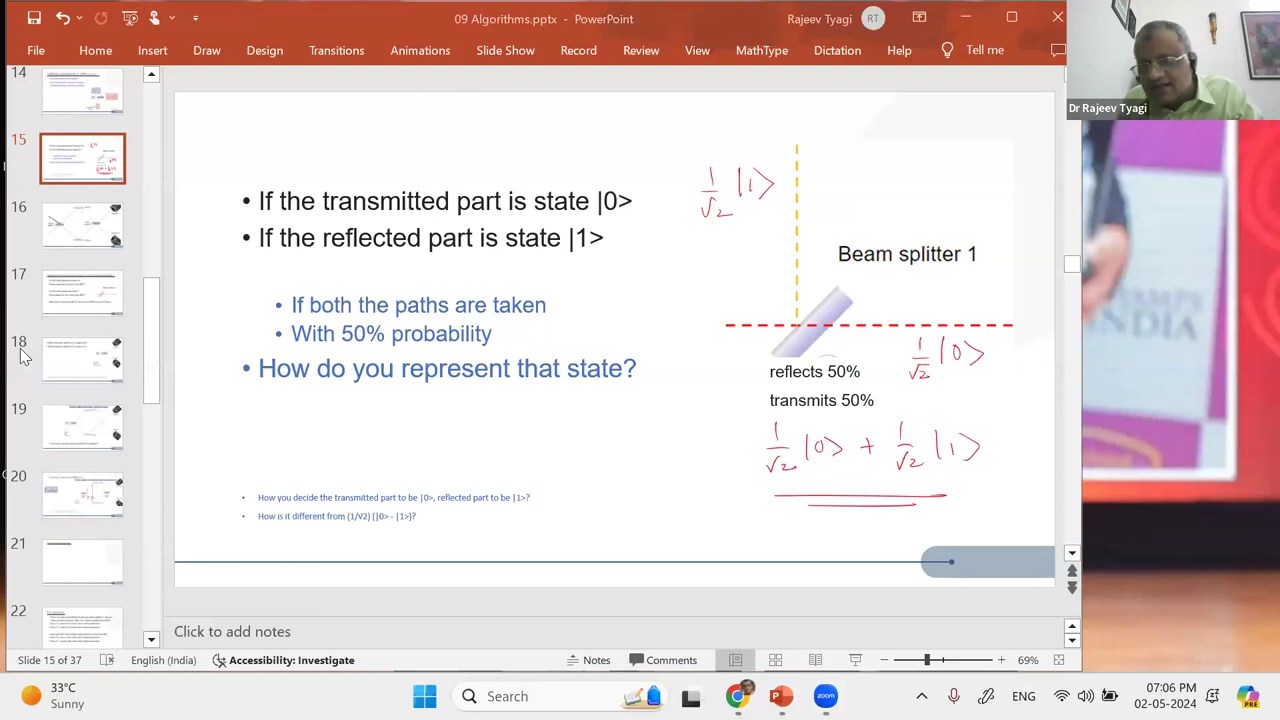 09 Algorithms.pptx - PowerPoint
Rajeev Tyagi
RT
File Home Insert Draw Design Transitions Animations Slide Show Record Review View MathType Dictation Help Tell me
Dr Rajeev Tyagi
14
15
16
17
18
19
20
21
22
• If the transmitted part is state |0>
• If the reflected part is state |1>
• If both the paths are taken
• With 50% probability
• How do you represent that state?
• How you decide the transmitted part to be |0>, reflected part to be |1>?
• How is it different from (1/√2) (|0> - |1>)?
1/√2 |1⟩
Beam splitter 1
1/√2 |0⟩
reflects 50%
transmits 50%
1/√2 |0⟩ + 1/√2 |1⟩
Click to add notes
Slide 15 of 37
English (India)
Accessibility: Investigate
Notes
Comments
69%
33°C
Sunny
Search
zoom
ENG
07:06 PM
02-05-2024
PRE